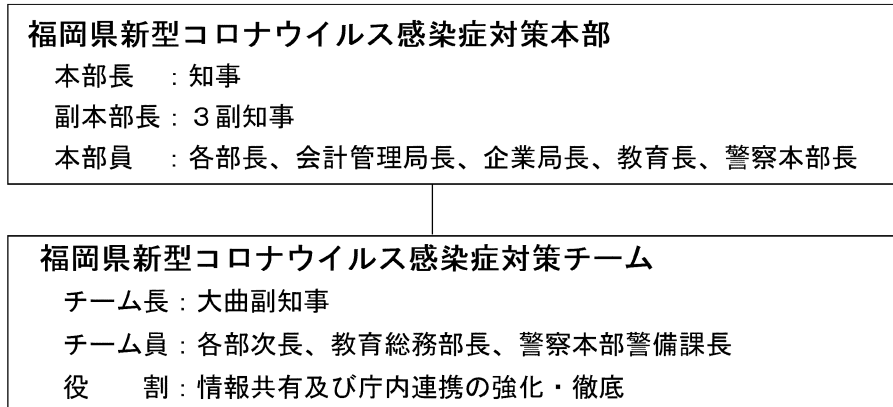 福岡県新型コロナウイルス感染症対策本部
本部長　：知事
副本部長：３副知事
本部員　：各部長、会計管理局長、企業局長、教育長、警察本部長
福岡県新型コロナウイルス感染症対策チーム
チーム長：大曲副知事
チーム員：各部次長、教育総務部長、警察本部警備課長
役　　割：情報共有及び庁内連携の強化・徹底